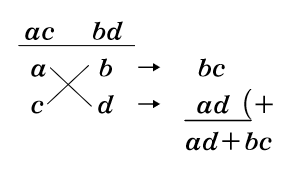 ac bd
a b → bc
c d → ad (+
ad+bc